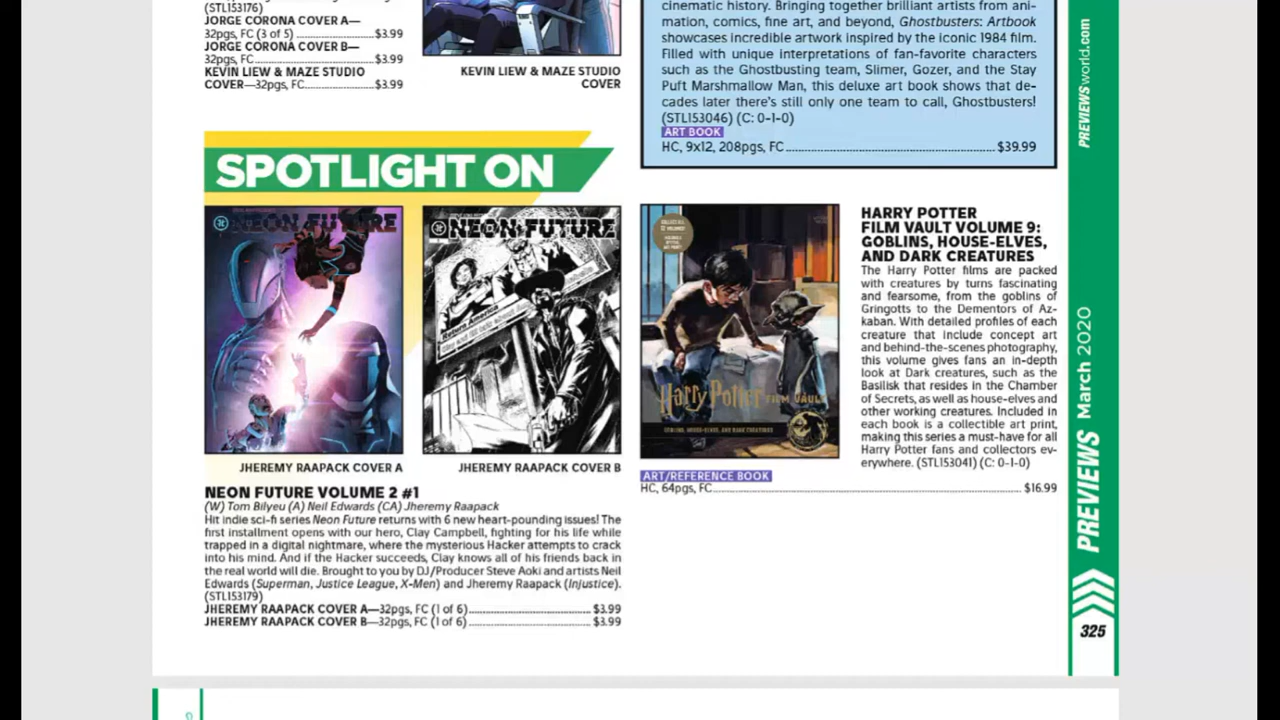 (STL153176)
JORGE CORONA COVER A—
32pgs, FC (3 of 5) $3.99
JORGE CORONA COVER B—
32pgs, FC $3.99
KEVIN LIEW & MAZE STUDIO
COVER—32pgs, FC $3.99
KEVIN LIEW & MAZE STUDIO
COVER
cinematic history. Bringing together brilliant artists from ani-
mation, comics, fine art, and beyond, Ghostbusters: Artbook
showcases incredible artwork inspired by the iconic 1984 film.
Filled with unique interpretations of fan-favorite characters
such as the Ghostbusting team, Slimer, Gozer, and the Stay
Puft Marshmallow Man, this deluxe art book shows that de-
cades later there's still only one team to call, Ghostbusters!
(STL153046) (C: 0-1-0)
ART BOOK
HC, 9x12, 208pgs, FC $39.99
SPOTLIGHT ON
NEON FUTURE
NEON FUTURE
Return America
JHEREMY RAAPACK COVER A
JHEREMY RAAPACK COVER B
NEON FUTURE VOLUME 2 #1
(W) Tom Bilyeu (A) Neil Edwards (CA) Jheremy Raapack
Hit indie sci-fi series Neon Future returns with 6 new heart-pounding issues! The
first installment opens with our hero, Clay Campbell, fighting for his life while
trapped in a digital nightmare, where the mysterious Hacker attempts to crack
into his mind. And if the Hacker succeeds, Clay knows all of his friends back in
the real world will die. Brought to you by DJ/Producer Steve Aoki and artists Neil
Edwards (Superman, Justice League, X-Men) and Jheremy Raapack (Injustice).
(STL153179)
JHEREMY RAAPACK COVER A—32pgs, FC (1 of 6) $3.99
JHEREMY RAAPACK COVER B—32pgs, FC (1 of 6) $3.99
Harry Potter FILM VAULT
GOBLINS, HOUSE-ELVES, AND DARK CREATURES
HARRY POTTER
FILM VAULT VOLUME 9:
GOBLINS, HOUSE-ELVES,
AND DARK CREATURES
The Harry Potter films are packed
with creatures by turns fascinating
and fearsome, from the goblins of
Gringotts to the Dementors of Az-
kaban. With detailed profiles of each
creature that include concept art
and behind-the-scenes photography,
this volume gives fans an in-depth
look at Dark creatures, such as the
Basilisk that resides in the Chamber
of Secrets, as well as house-elves and
other working creatures. Included in
each book is a collectible art print,
making this series a must-have for all
Harry Potter fans and collectors ev-
erywhere. (STL153041) (C: 0-1-0)
ART/REFERENCE BOOK
HC, 64pgs, FC $16.99
PREVIEWSworld.com
PREVIEWS March 2020
325